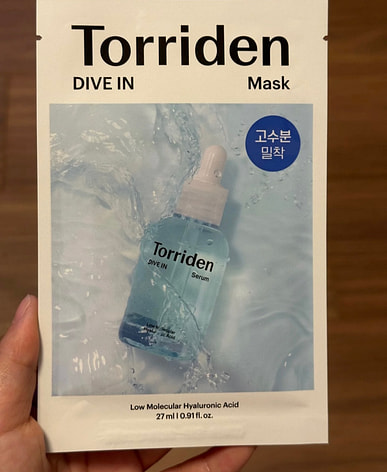 Torriden
DIVE IN Mask
고수분
밀착
Torriden
DIVE IN Serum
Low Molecular Hyaluronic Acid
27 ml | 0.91 fl. oz.